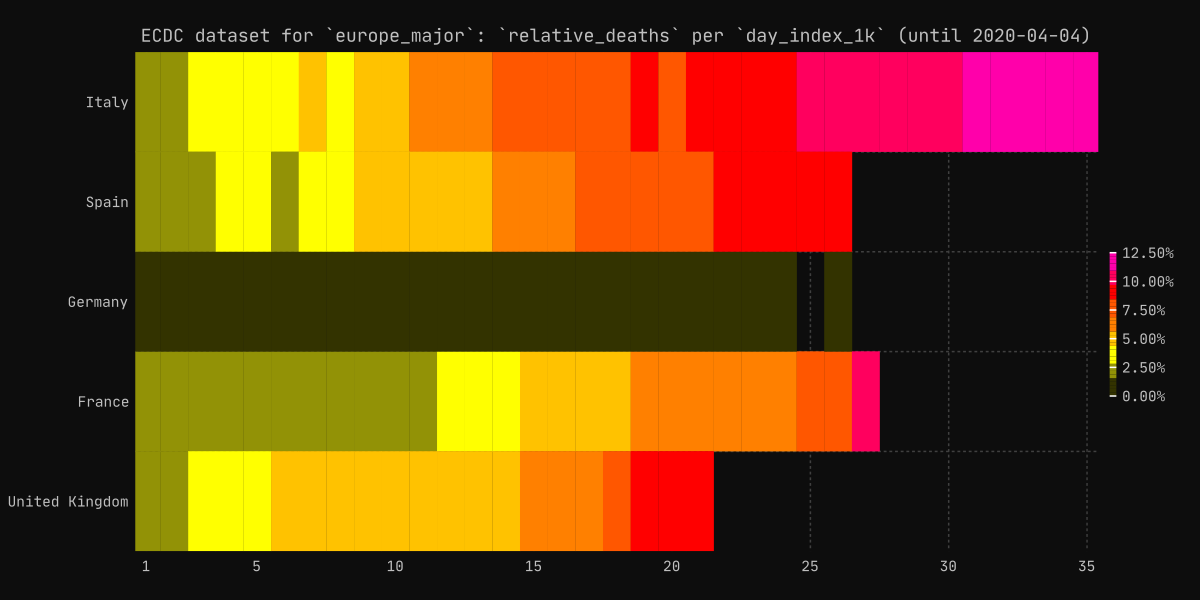 ECDC dataset for `europe_major`: `relative_deaths` per `day_index_1k` (until 2020-04-04)
Italy
Spain
Germany
France
United Kingdom
12.50%
10.00%
7.50%
5.00%
2.50%
0.00%
1 5 10 15 20 25 30 35